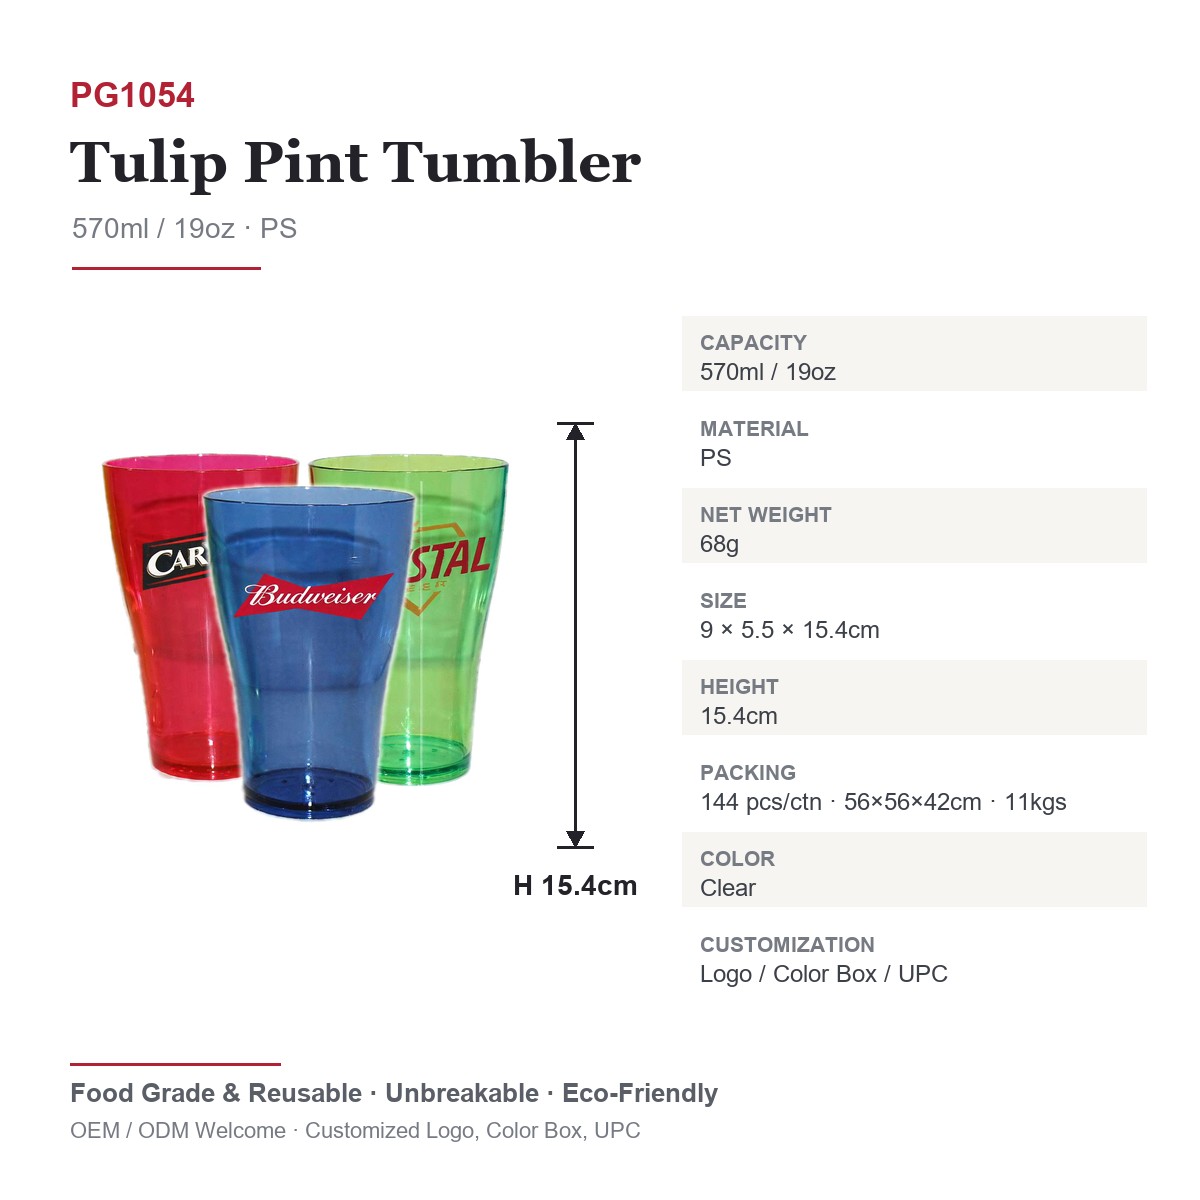 PG1054
Tulip Pint Tumbler
570ml / 19oz · PS
CAPACITY
570ml / 19oz
MATERIAL
PS
NET WEIGHT
68g
SIZE
9 × 5.5 × 15.4cm
HEIGHT
15.4cm
PACKING
144 pcs/ctn · 56×56×42cm · 11kgs
COLOR
Clear
CUSTOMIZATION
Logo / Color Box / UPC
CAR
STAL
Budweiser
H 15.4cm
Food Grade & Reusable · Unbreakable · Eco-Friendly
OEM / ODM Welcome · Customized Logo, Color Box, UPC